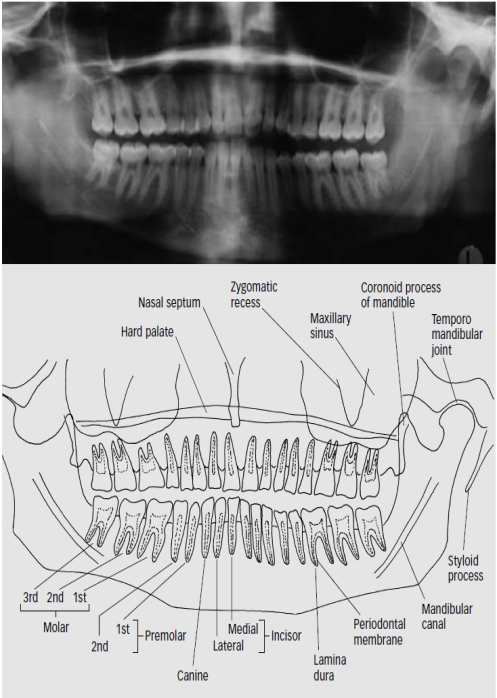 Zygomatic
recess
Coronoid process
of mandible
Nasal septum
Maxillary
sinus
Temporo
mandibular
joint
Hard palate
Styloid
process
3rd 2nd 1st
Molar
Mandibular
canal
1st
2nd
Premolar
Medial
Lateral
Incisor
Periodontal
membrane
Canine
Lamina
dura